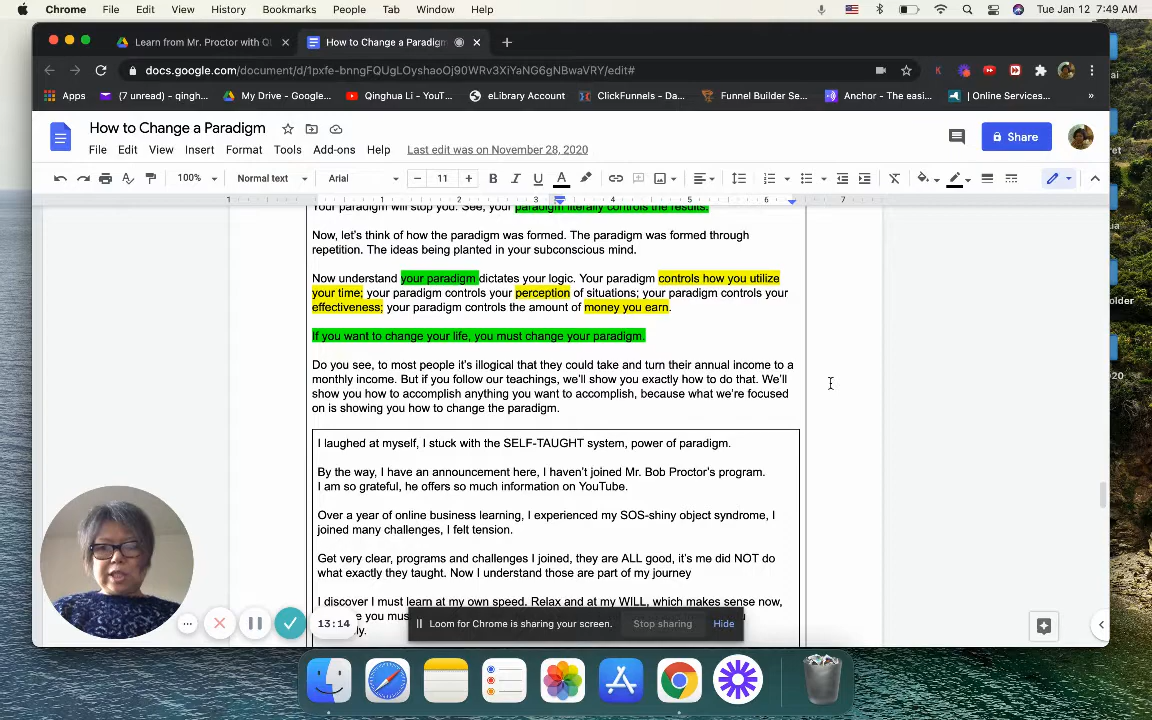 Chrome File Edit View History Bookmarks People Tab Window Help Tue Jan 12 7:49 AM
Learn from Mr. Proctor with Q
How to Change a Paradigm
docs.google.com/document/d/1pxfe-bnngFQUgLOyshaoOj90WRv3XiYaNG6gNBwaVRY/edit#
Apps (7 unread) - qingh... My Drive - Google... Qinghua Li - YouT... eLibrary Account ClickFunnels - Da... Funnel Builder Se... Anchor - The easi... | Online Services... »
How to Change a Paradigm
File Edit View Insert Format Tools Add-ons Help Last edit was on November 28, 2020
Share
100% Normal text Arial 11 B I U A
1 1 2 3 4 5 6 7
Your paradigm will stop you. See, your paradigm literally controls the results.
Now, let's think of how the paradigm was formed. The paradigm was formed through
repetition. The ideas being planted in your subconscious mind.
Now understand your paradigm dictates your logic. Your paradigm controls how you utilize
your time; your paradigm controls your perception of situations; your paradigm controls your
effectiveness; your paradigm controls the amount of money you earn.
If you want to change your life, you must change your paradigm.
Do you see, to most people it's illogical that they could take and turn their annual income to a
monthly income. But if you follow our teachings, we'll show you exactly how to do that. We'll
show you how to accomplish anything you want to accomplish, because what we're focused
on is showing you how to change the paradigm.
I laughed at myself, I stuck with the SELF-TAUGHT system, power of paradigm.
By the way, I have an announcement here, I haven't joined Mr. Bob Proctor's program.
I am so grateful, he offers so much information on YouTube.
Over a year of online business learning, I experienced my SOS-shiny object syndrome, I
joined many challenges, I felt tension.
Get very clear, programs and challenges I joined, they are ALL good, it's me did NOT do
what exactly they taught. Now I understand those are part of my journey
I discover I must learn at my own speed. Relax and at my WILL, which makes sense now,
you
13:14
Loom for Chrome is sharing your screen. Stop sharing Hide
older
2020